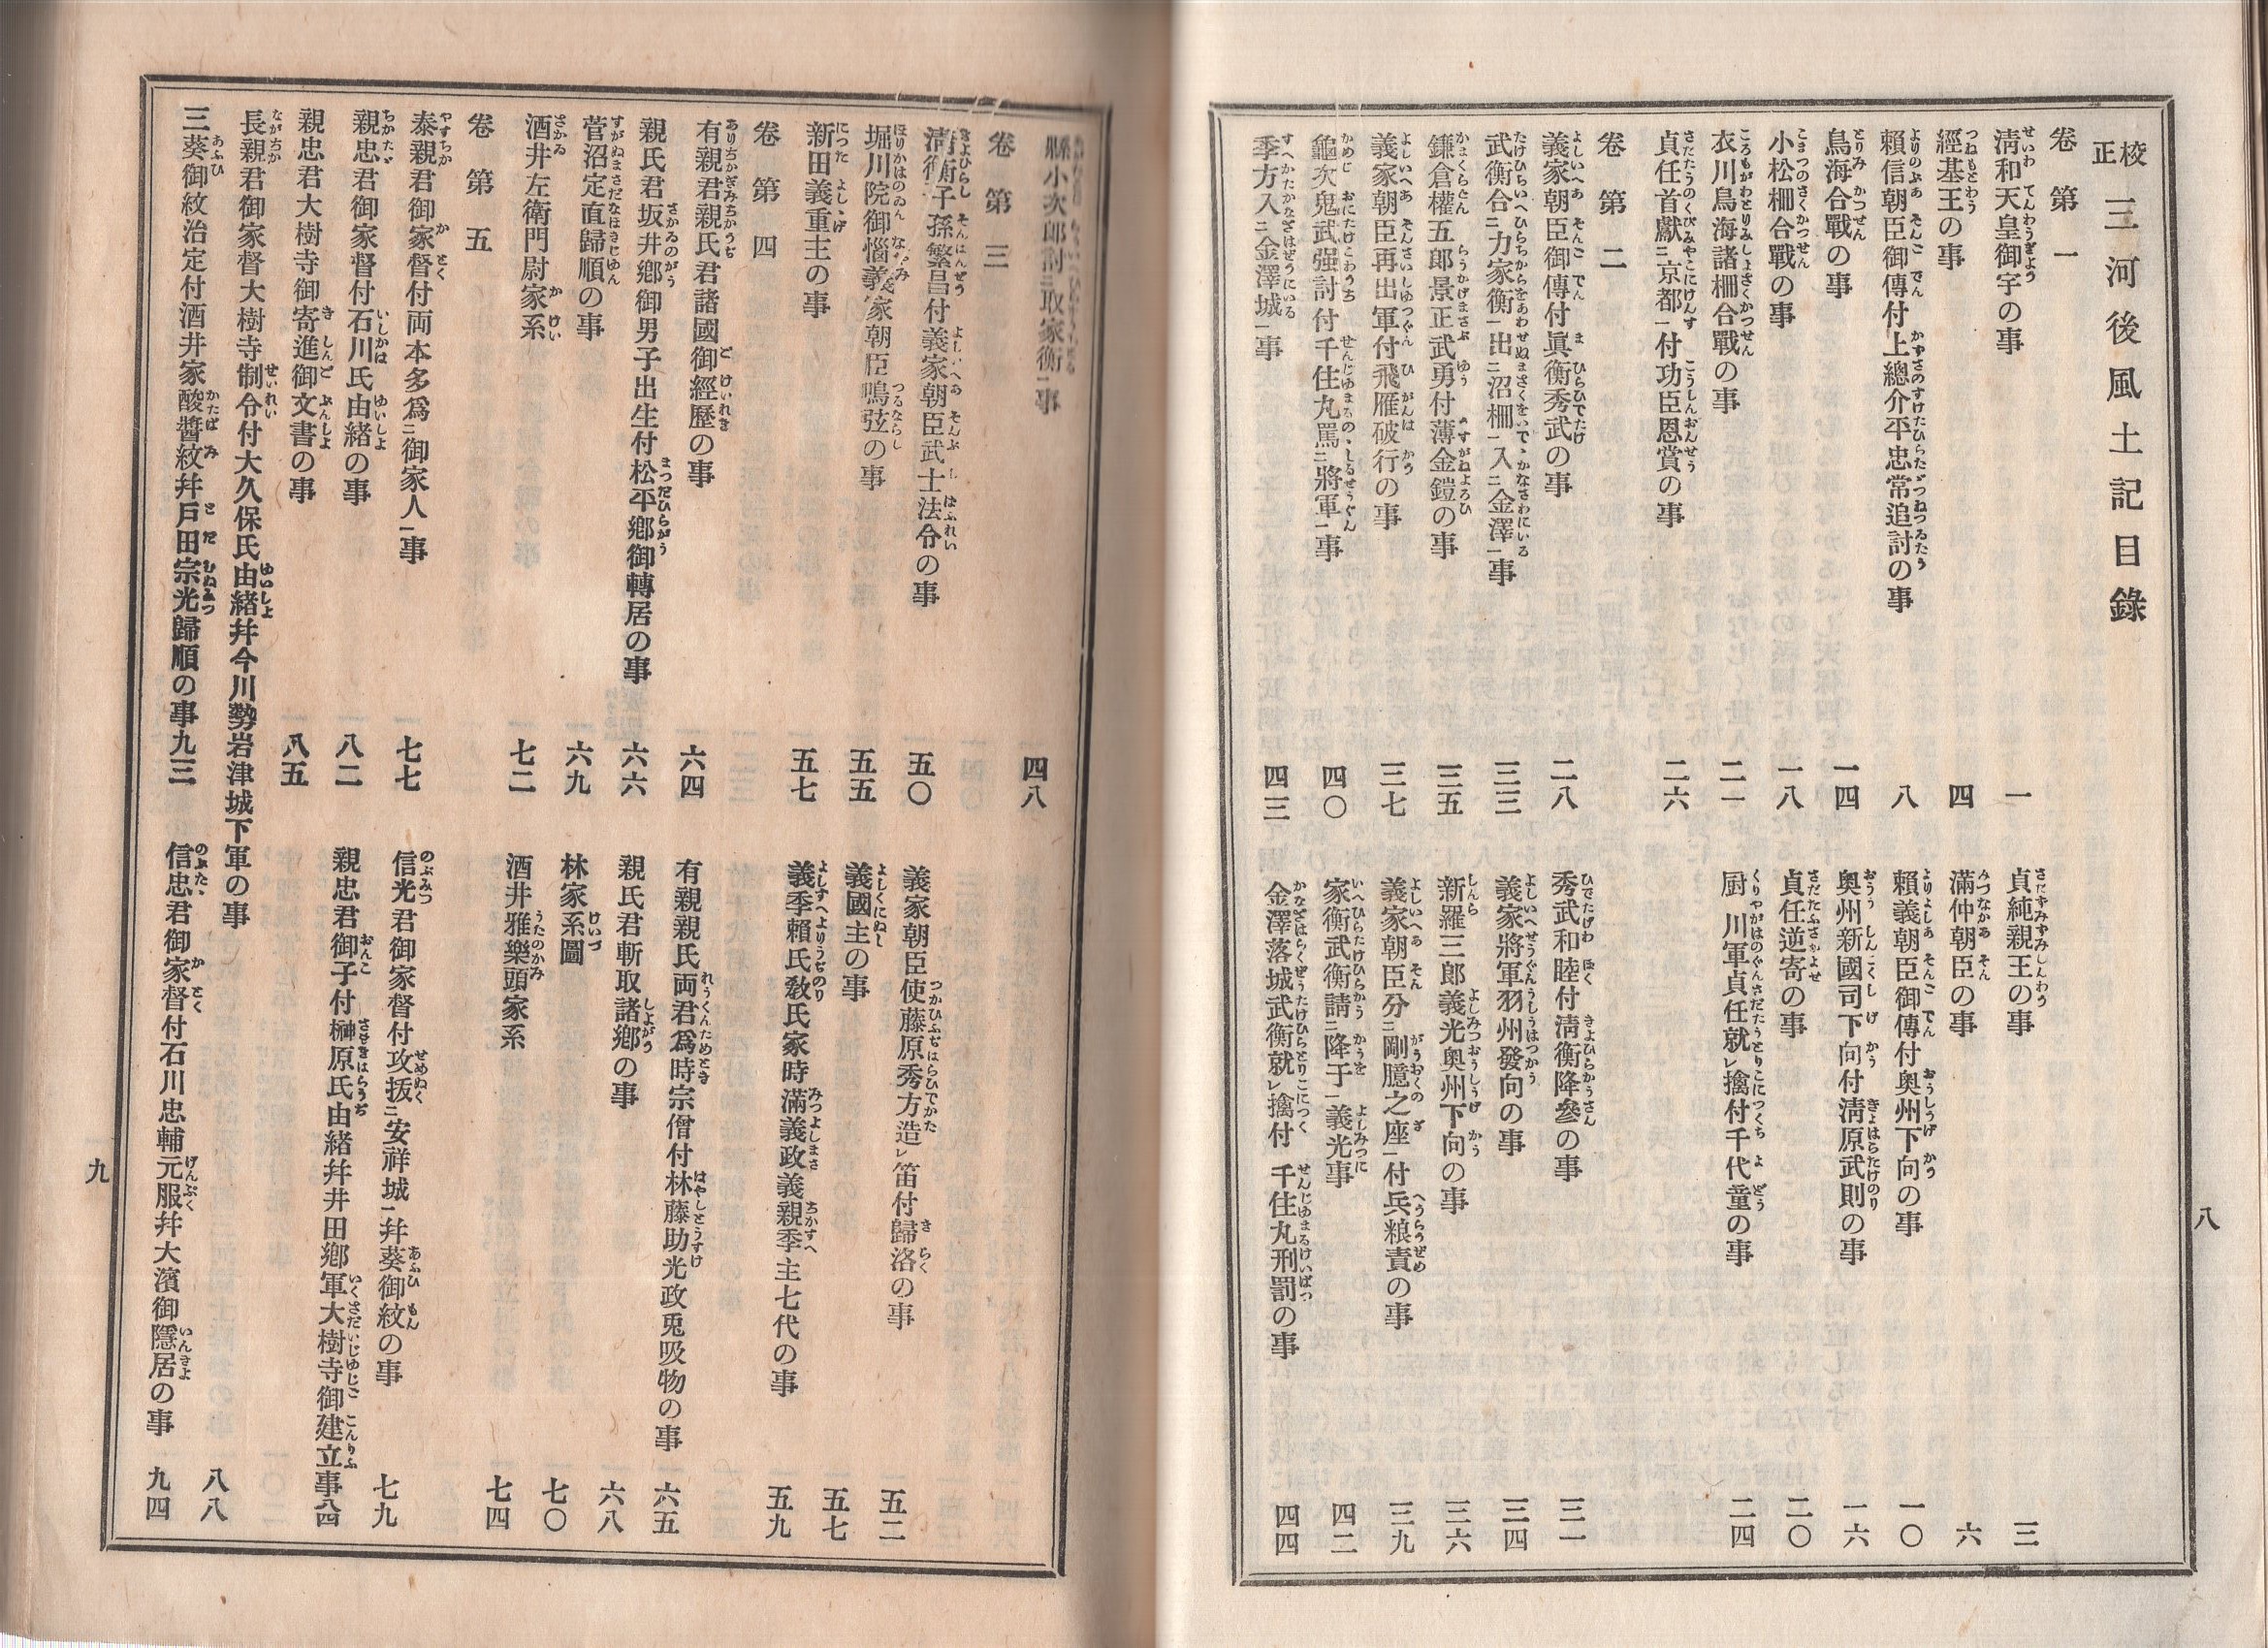 校正 三河後風土記目錄
卷第一
淸和天皇御宇の事 一
貞純親王の事 三
經基王の事 四
滿仲朝臣の事 六
賴信朝臣御傳付上總介平忠常追討の事 八
賴義朝臣御傳付奧州下向の事 一〇
鳥海合戰の事 一四
奧州新國司下向付淸原武則の事 一六
小松柵合戰の事 一八
貞任逆寄の事 二〇
衣川鳥海諸柵合戰の事 二一
厨川軍貞任就レ擒付千代童の事 二四
貞任首獻ニ京都一付功臣恩賞の事 二六
卷第二
義家朝臣御傳付眞衡秀武の事 二八
秀武和睦付淸衡降參の事 三一
武衡合ニ力家衡一出ニ沼柵一入ニ金澤一事 三三
義家將軍羽州發向の事 三四
鎌倉權五郎景正武勇付薄金鎧の事 三五
新羅三郎義光奧州下向の事 三六
義家朝臣再出軍付飛雁破行の事 三七
義家朝臣分ニ剛臆之座一付兵粮責の事 三九
龜次鬼武强討付千住丸罵ニ將軍一事 四〇
家衡武衡請ニ降于一義光事 四二
季方入ニ金澤城一事 四三
金澤落城武衡就レ擒付千住丸刑罰の事 四四
八
縣小次郎討ニ取家衡一事 四八
卷第三
淸衡子孫繁昌付義家朝臣武士法令の事 五〇
義家朝臣使藤原秀方造レ笛付歸洛の事 五二
堀川院御惱義家朝臣鳴弦の事 五五
義國主の事 五七
新田義重主の事 五七
義季賴氏敎氏家時滿義政義親季主七代の事 五九
卷第四
有親君親氏君諸國御經歷の事 六四
有親親氏両君爲時宗僧付林藤助光政兎吸物の事 六五
親氏君坂井鄕御男子出生付松平鄕御轉居の事 六六
親氏君斬取諸鄕の事 六八
菅沼定直歸順の事 六九
林家系圖 七〇
酒井左衛門尉家系 七二
酒井雅樂頭家系 七四
卷第五
泰親君御家督付両本多爲ニ御家人一事 七七
信光君御家督付攻抜ニ安祥城一幷葵御紋の事 七九
親忠君御家督付石川氏由緒の事 八二
親忠君御子付榊原氏由緒幷井田鄕軍大樹寺御建立事 八四
親忠君大樹寺御寄進御文書の事 八五
長親君御家督大樹寺制令付大久保氏由緒幷今川勢岩津城下軍の事 八八
三葵御紋治定付酒井家酸醬紋幷戸田宗光歸順の事 九三
信忠君御家督付石川忠輔元服幷大濱御隱居の事 九四
九